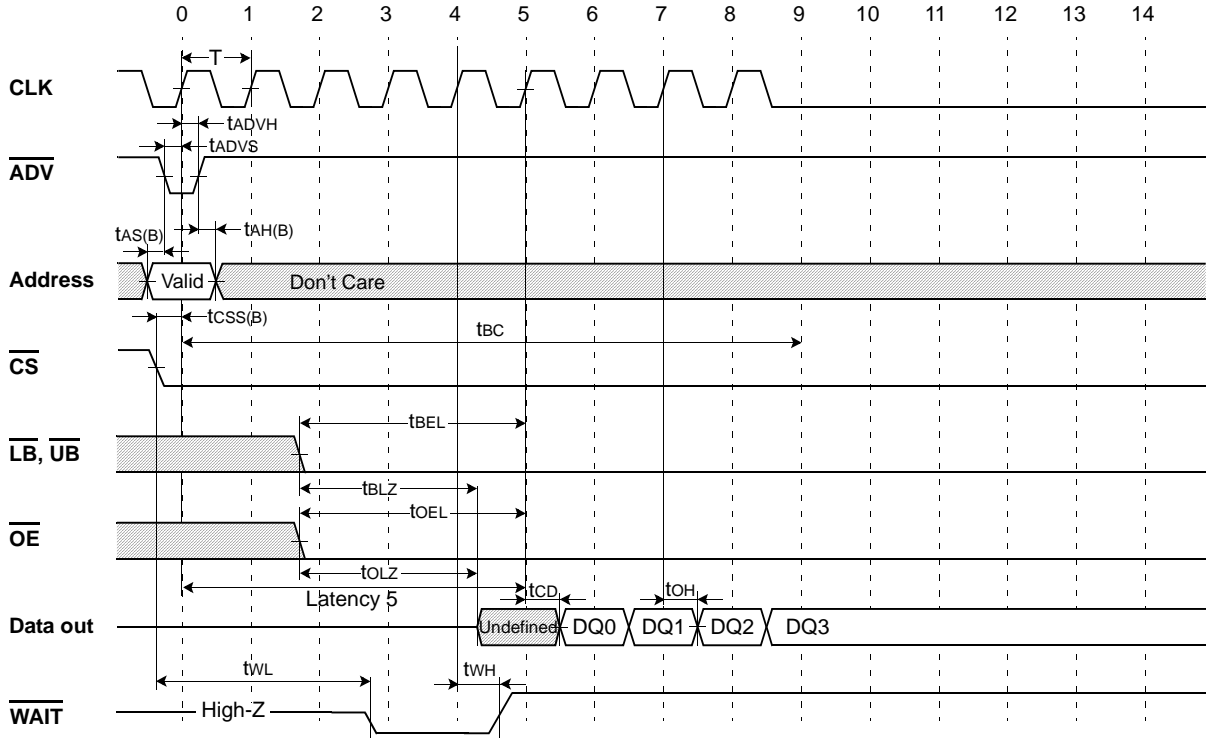 0 1 2 3 4 5 6 7 8 9 10 11 12 13 14
T
CLK
tADVH
tADVS
ADV
tAS(B)
tAH(B)
Address
Valid
Don't Care
tCSS(B)
tBC
CS
tBEL
LB, UB
tBLZ
tOEL
OE
tOLZ
Latency 5
tCD
tOH
Data out
Undefined
DQ0
DQ1
DQ2
DQ3
tWL
tWH
WAIT
High-Z